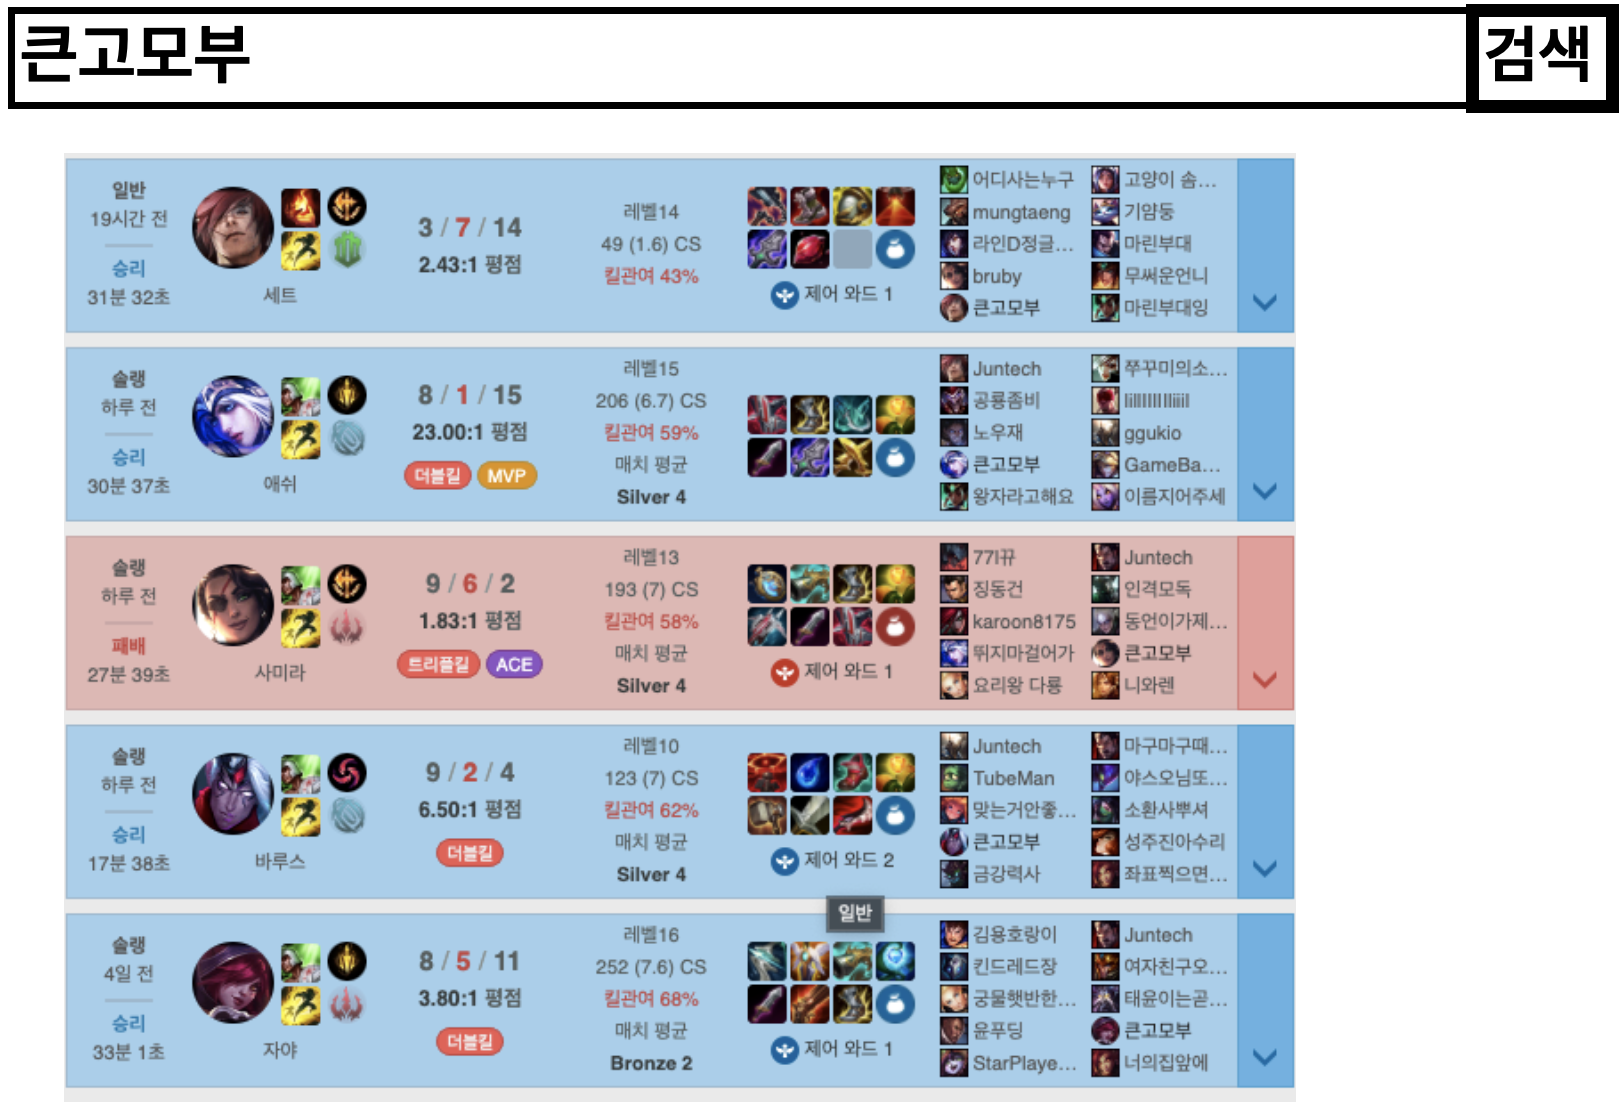 큰고모부
검색
일반
19시간 전
승리
31분 32초
세트
3 / 7 / 14
2.43:1 평점
레벨14
49 (1.6) CS
킬관여 43%
제어 와드 1
어디사는누구
mungtaeng
라인D정글...
bruby
큰고모부
고양이 솜...
기얌둥
마린부대
무써운언니
마린부대잉
솔랭
하루 전
승리
30분 37초
애쉬
8 / 1 / 15
23.00:1 평점
더블킬 MVP
레벨15
206 (6.7) CS
킬관여 59%
매치 평균
Silver 4
Juntech
공룡좀비
노우재
큰고모부
왕자라고해요
쭈꾸미의소...
ggukio
GameBa...
이름지어주세
솔랭
하루 전
패배
27분 39초
사미라
9 / 6 / 2
1.83:1 평점
트리플킬 ACE
레벨13
193 (7) CS
킬관여 58%
매치 평균
Silver 4
제어 와드 1
징동건
karoon8175
뛰지마걸어가
요리왕 다룡
Juntech
인격모독
동언이가제...
큰고모부
니와렌
솔랭
하루 전
승리
17분 38초
바루스
9 / 2 / 4
6.50:1 평점
더블킬
레벨10
123 (7) CS
킬관여 62%
매치 평균
Silver 4
제어 와드 2
Juntech
TubeMan
맞는거안좋...
큰고모부
금강력사
마구마구때...
야스오님또...
소환사뿌셔
성주진아수리
좌표찍으면...
일반
솔랭
4일 전
승리
33분 1초
자야
8 / 5 / 11
3.80:1 평점
더블킬
레벨16
252 (7.6) CS
킬관여 68%
매치 평균
Bronze 2
제어 와드 1
김용호랑이
킨드레드장
궁물햇반한...
윤푸딩
StarPlaye...
Juntech
여자친구오...
태윤이는곧...
큰고모부
너의집앞에